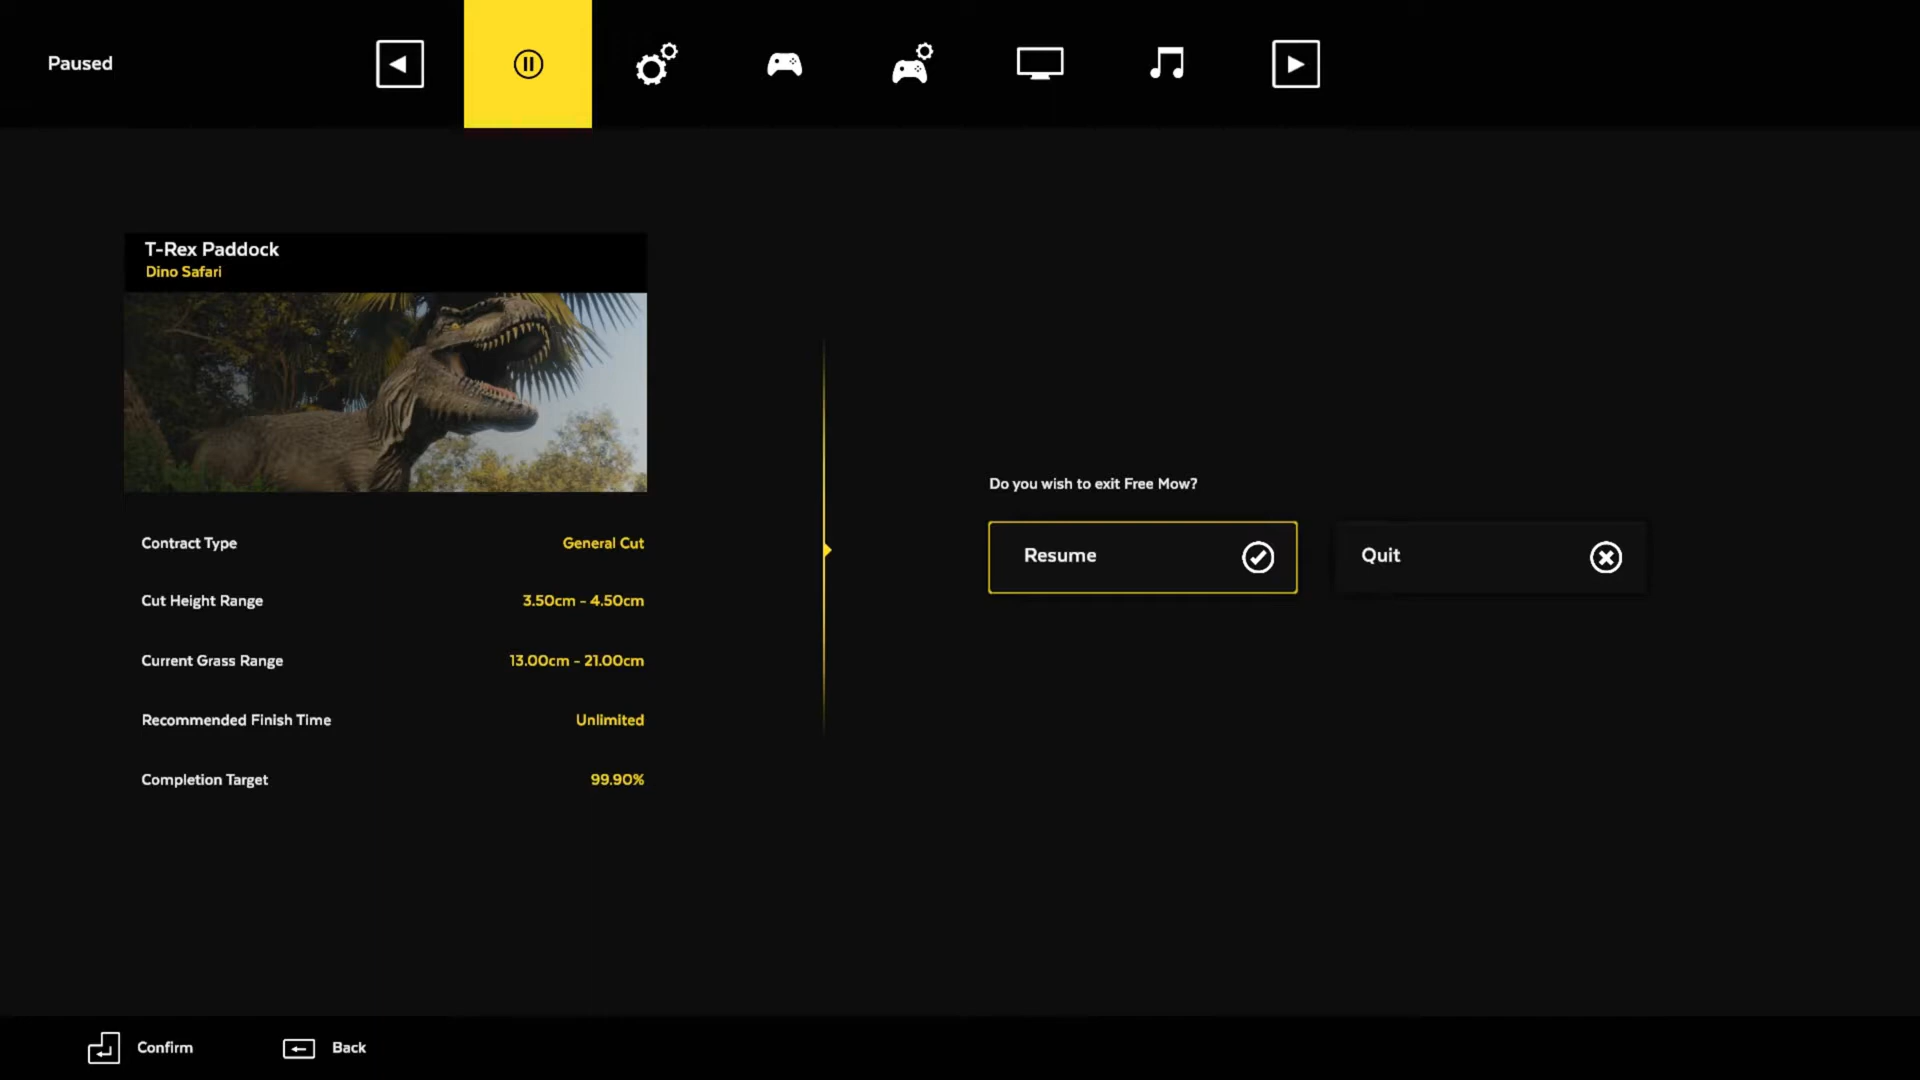 Paused
T-Rex Paddock
Dino Safari
Contract Type General Cut
Cut Height Range 3.50cm - 4.50cm
Current Grass Range 13.00cm - 21.00cm
Recommended Finish Time Unlimited
Completion Target 99.90%
Do you wish to exit Free Mow?
Resume Quit
Confirm Back